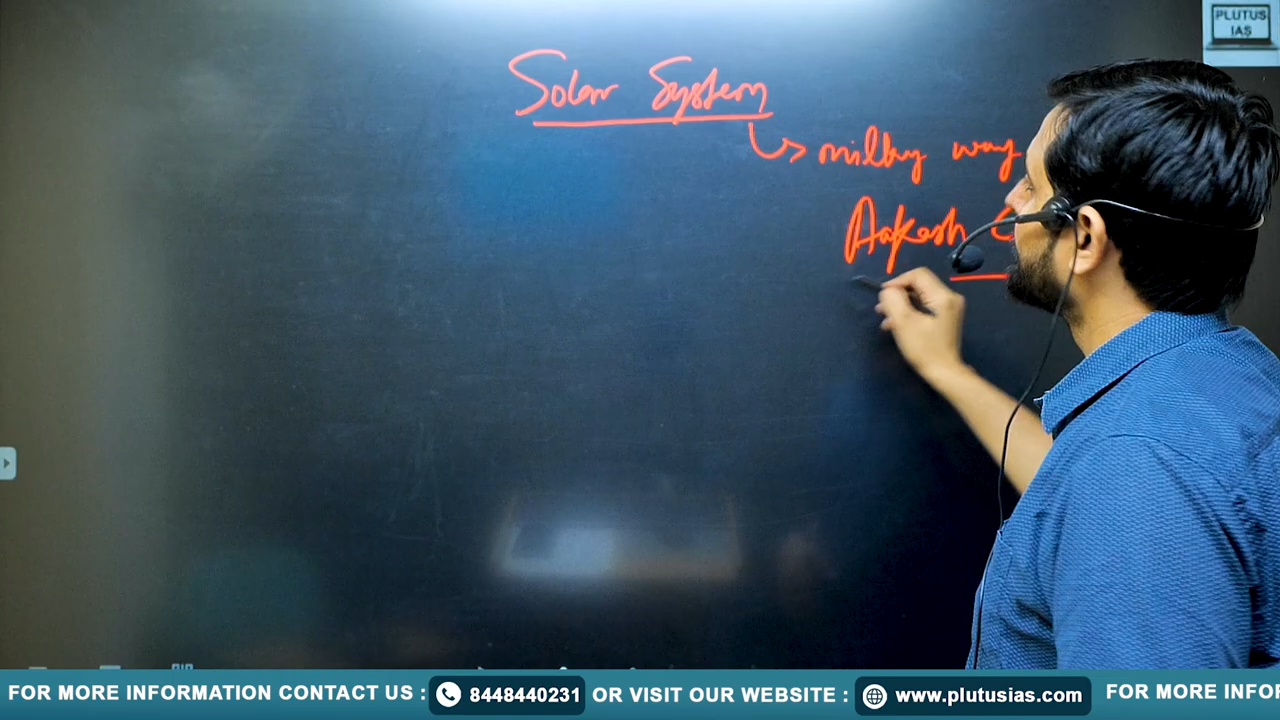 PLUTUS
IAS
Solar System
↳ milky way
Aakash
FOR MORE INFORMATION CONTACT US : 8448440231 OR VISIT OUR WEBSITE : www.plutusias.com FOR MORE INFOR